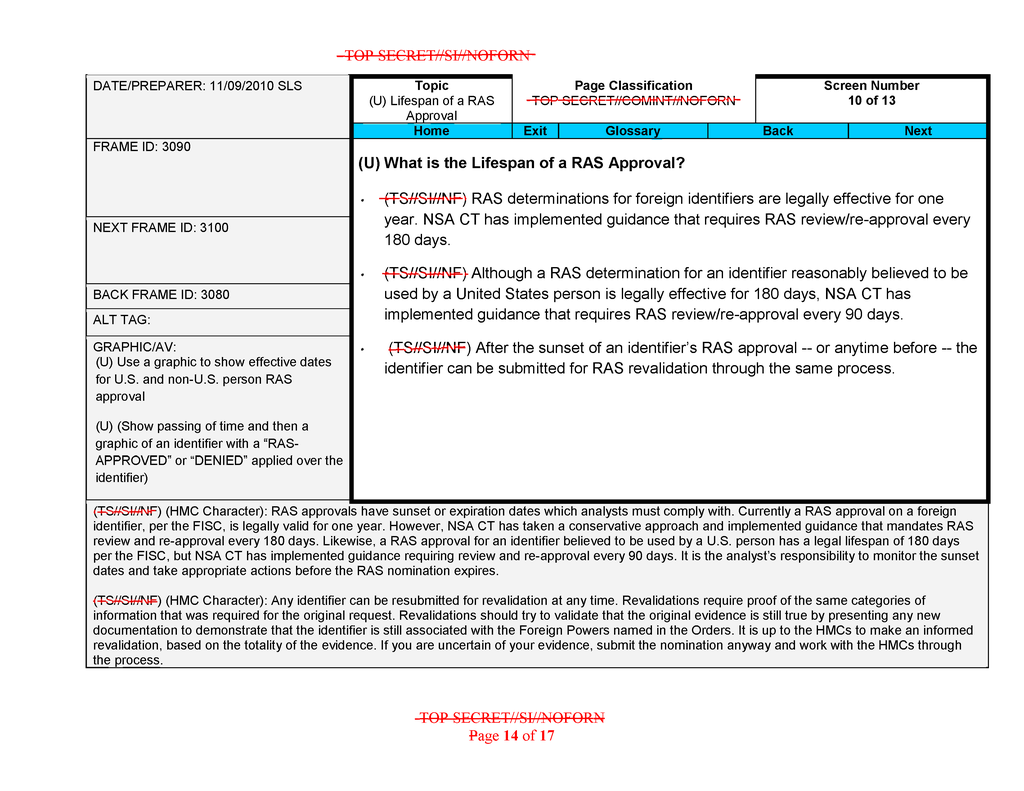 TOP SECRET//SI//NOFORN
DATE/PREPARER: 11/09/2010 SLS
Topic
(U) Lifespan of a RAS
Approval
Page Classification
TOP SECRET//COMINT//NOFORN
Screen Number
10 of 13
Home Exit Glossary Back Next
FRAME ID: 3090
NEXT FRAME ID: 3100
BACK FRAME ID: 3080
ALT TAG:
GRAPHIC/AV:
(U) Use a graphic to show effective dates
for U.S. and non-U.S. person RAS
approval
(U) (Show passing of time and then a
graphic of an identifier with a “RAS-
APPROVED” or “DENIED” applied over the
identifier)
(U) What is the Lifespan of a RAS Approval?
• (TS//SI//NF) RAS determinations for foreign identifiers are legally effective for one
year. NSA CT has implemented guidance that requires RAS review/re-approval every
180 days.
• (TS//SI//NF) Although a RAS determination for an identifier reasonably believed to be
used by a United States person is legally effective for 180 days, NSA CT has
implemented guidance that requires RAS review/re-approval every 90 days.
• (TS//SI//NF) After the sunset of an identifier’s RAS approval -- or anytime before -- the
identifier can be submitted for RAS revalidation through the same process.
(TS//SI//NF) (HMC Character): RAS approvals have sunset or expiration dates which analysts must comply with. Currently a RAS approval on a foreign
identifier, per the FISC, is legally valid for one year. However, NSA CT has taken a conservative approach and implemented guidance that mandates RAS
review and re-approval every 180 days. Likewise, a RAS approval for an identifier believed to be used by a U.S. person has a legal lifespan of 180 days
per the FISC, but NSA CT has implemented guidance requiring review and re-approval every 90 days. It is the analyst’s responsibility to monitor the sunset
dates and take appropriate actions before the RAS nomination expires.
(TS//SI//NF) (HMC Character): Any identifier can be resubmitted for revalidation at any time. Revalidations require proof of the same categories of
information that was required for the original request. Revalidations should try to validate that the original evidence is still true by presenting any new
documentation to demonstrate that the identifier is still associated with the Foreign Powers named in the Orders. It is up to the HMCs to make an informed
revalidation, based on the totality of the evidence. If you are uncertain of your evidence, submit the nomination anyway and work with the HMCs through
the process.
TOP SECRET//SI//NOFORN
Page 14 of 17